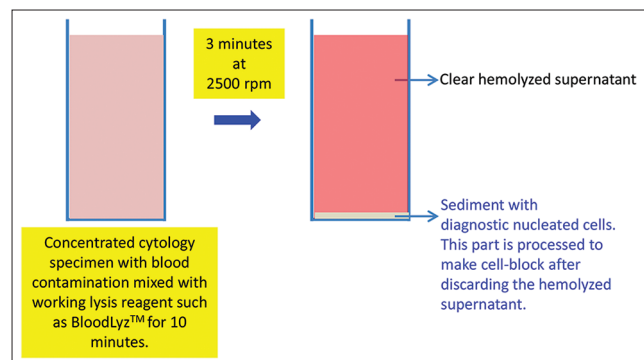 3 minutes
at
2500 rpm
Clear hemolyzed supernatant
Concentrated cytology
specimen with blood
contamination mixed with
working lysis reagent such
as BloodLyz™ for 10
minutes.
Sediment with
diagnostic nucleated cells.
This part is processed to
make cell-block after
discarding the hemolyzed
supernatant.